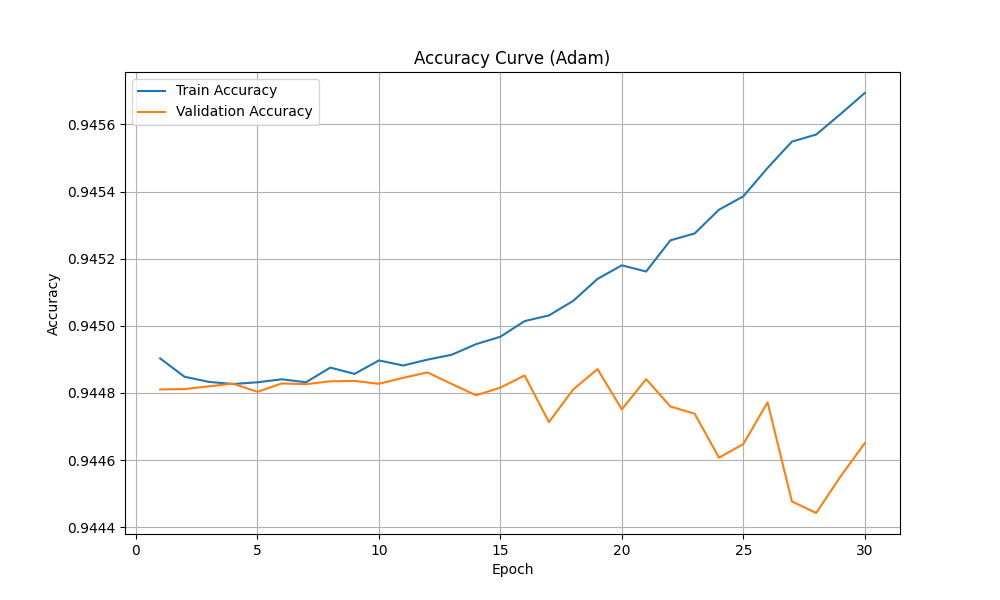 Accuracy Curve (Adam)
Train Accuracy
Validation Accuracy
0.9456
0.9454
0.9452
0.9450
0.9448
0.9446
0.9444
Accuracy
0 5 10 15 20 25 30
Epoch